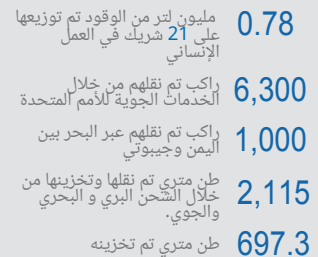 0.78
مليون لتر من الوقود تم توزيعها
على 21 شريك في العمل
الإنساني
6,300
راكب تم نقلهم من خلال
الخدمات الجوية للأمم المتحدة
1,000
راكب تم نقلهم عبر البحر بين
اليمن وجيبوتي
2,115
طن متري تم نقلها وتخزينها من
خلال الشحن البري و البحري
والجوي.
697.3
طن متري تم تخزينه